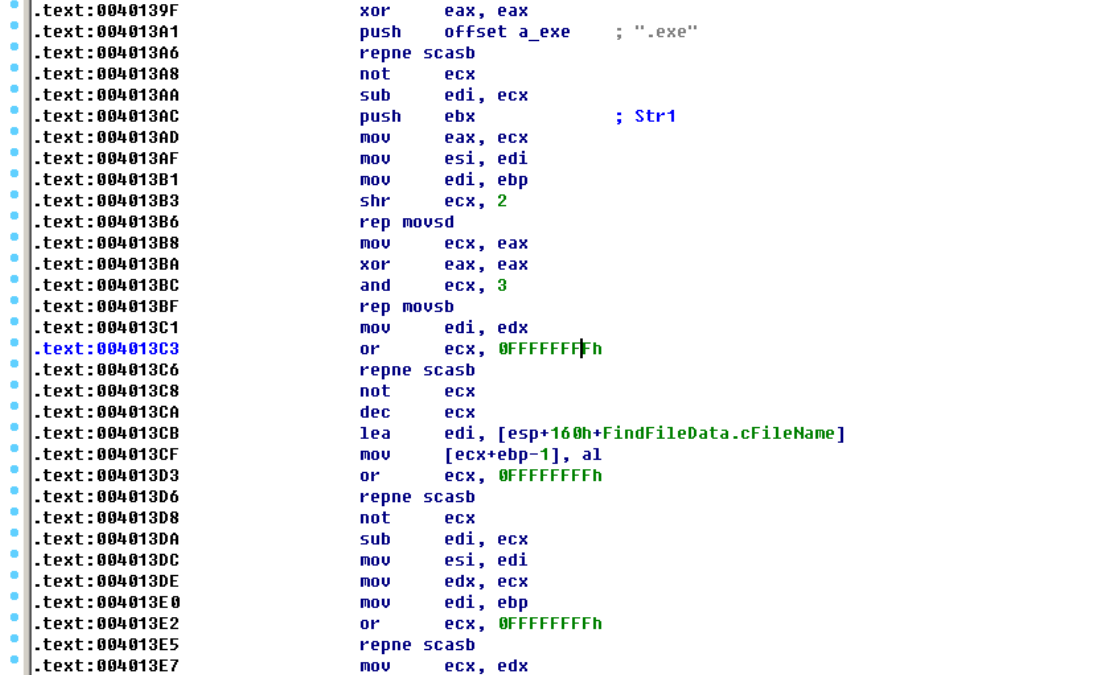 .text:0040139F xor eax, eax
.text:004013A1 push offset a_exe ; ".exe"
.text:004013A6 repne scasb
.text:004013A8 not ecx
.text:004013AA sub edi, ecx
.text:004013AC push ebx ; Str1
.text:004013AD mov eax, ecx
.text:004013AF mov esi, edi
.text:004013B1 mov edi, ebp
.text:004013B3 shr ecx, 2
.text:004013B6 rep movsd
.text:004013B8 mov ecx, eax
.text:004013BA xor eax, eax
.text:004013BC and ecx, 3
.text:004013BF rep movsb
.text:004013C1 mov edi, edx
.text:004013C3 or ecx, 0FFFFFFFFh
.text:004013C6 repne scasb
.text:004013C8 not ecx
.text:004013CA dec ecx
.text:004013CB lea edi, [esp+160h+FindFileData.cFileName]
.text:004013CF mov [ecx+ebp-1], al
.text:004013D3 or ecx, 0FFFFFFFFh
.text:004013D6 repne scasb
.text:004013D8 not ecx
.text:004013DA sub edi, ecx
.text:004013DC mov esi, edi
.text:004013DE mov edx, ecx
.text:004013E0 mov edi, ebp
.text:004013E2 or ecx, 0FFFFFFFFh
.text:004013E5 repne scasb
.text:004013E7 mov ecx, edx